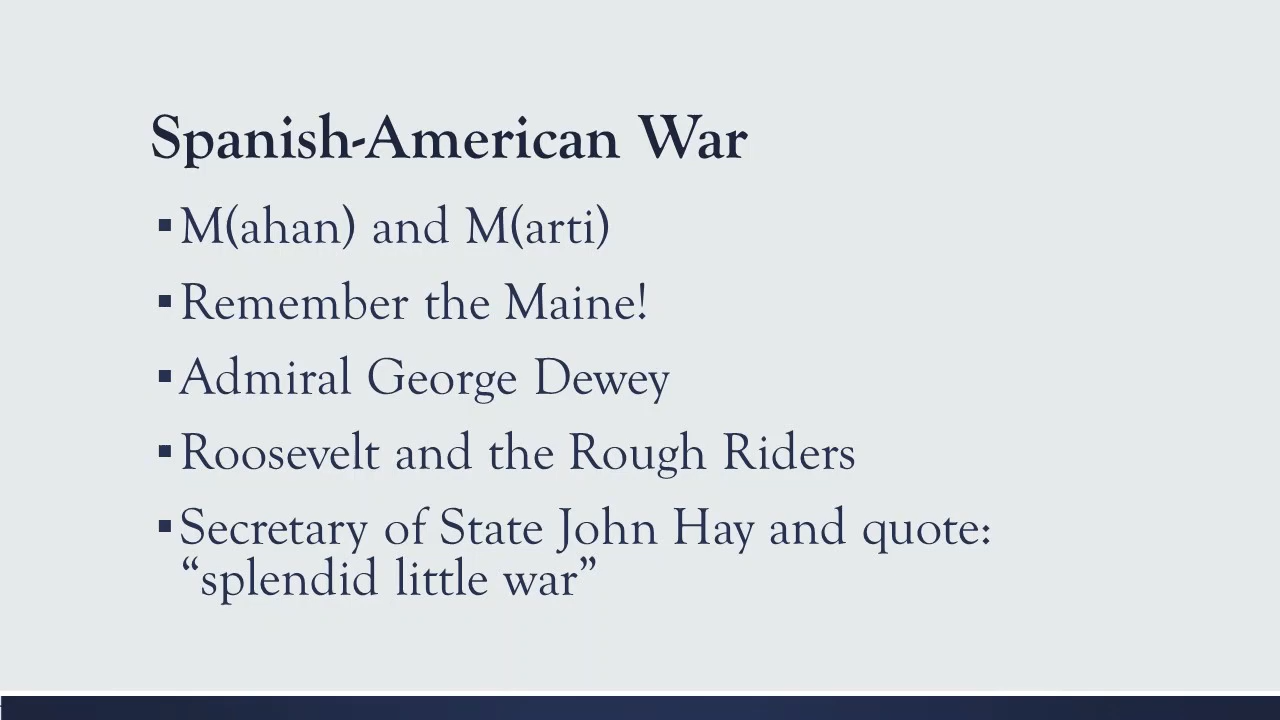 Spanish-American War
▪M(ahan) and M(arti)
▪Remember the Maine!
▪Admiral George Dewey
▪Roosevelt and the Rough Riders
▪Secretary of State John Hay and quote:
“splendid little war”